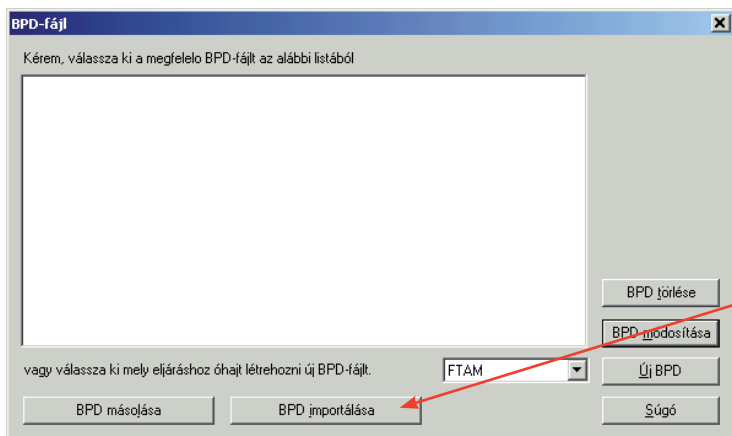 BPD-fájl
Kérem, válassza ki a megfelelo BPD-fájlt az alábbi listából
BPD törlése
BPD módosítása
vagy válassza ki mely eljáráshoz óhajt létrehozni új BPD-fájlt.
FTAM
Új BPD
BPD másolása
BPD importálása
Súgó